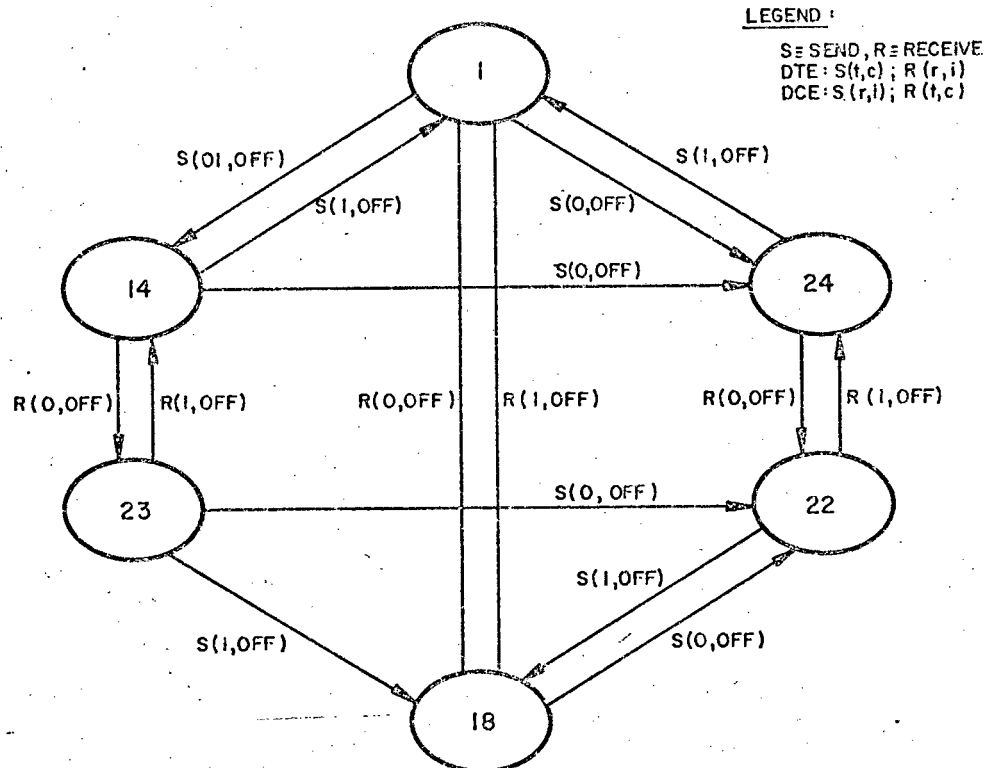 LEGEND:
S≡SEND, R≡RECEIVE
DTE: S(t,c); R(r,i)
DCE: S(r,i); R(t,c)
1
S(01,OFF)
S(1,OFF)
S(1,OFF)
S(0,OFF)
14
S(0,OFF)
24
R(0,OFF)
R(1,OFF)
R(0,OFF)
R(1,OFF)
R(0,OFF)
R(1,OFF)
23
S(0,OFF)
22
S(1,OFF)
S(1,OFF)
S(0,OFF)
18